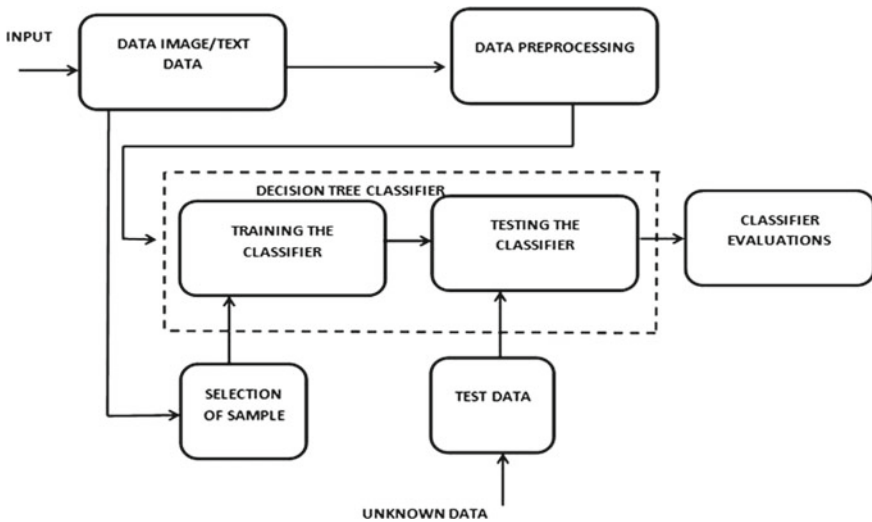 INPUT
DATA IMAGE/TEXT
DATA
DATA PREPROCESSING
DECISION TREE CLASSIFIER
TRAINING THE
CLASSIFIER
TESTING THE
CLASSIFIER
CLASSIFIER
EVALUATIONS
SELECTION
OF SAMPLE
TEST DATA
UNKNOWN DATA